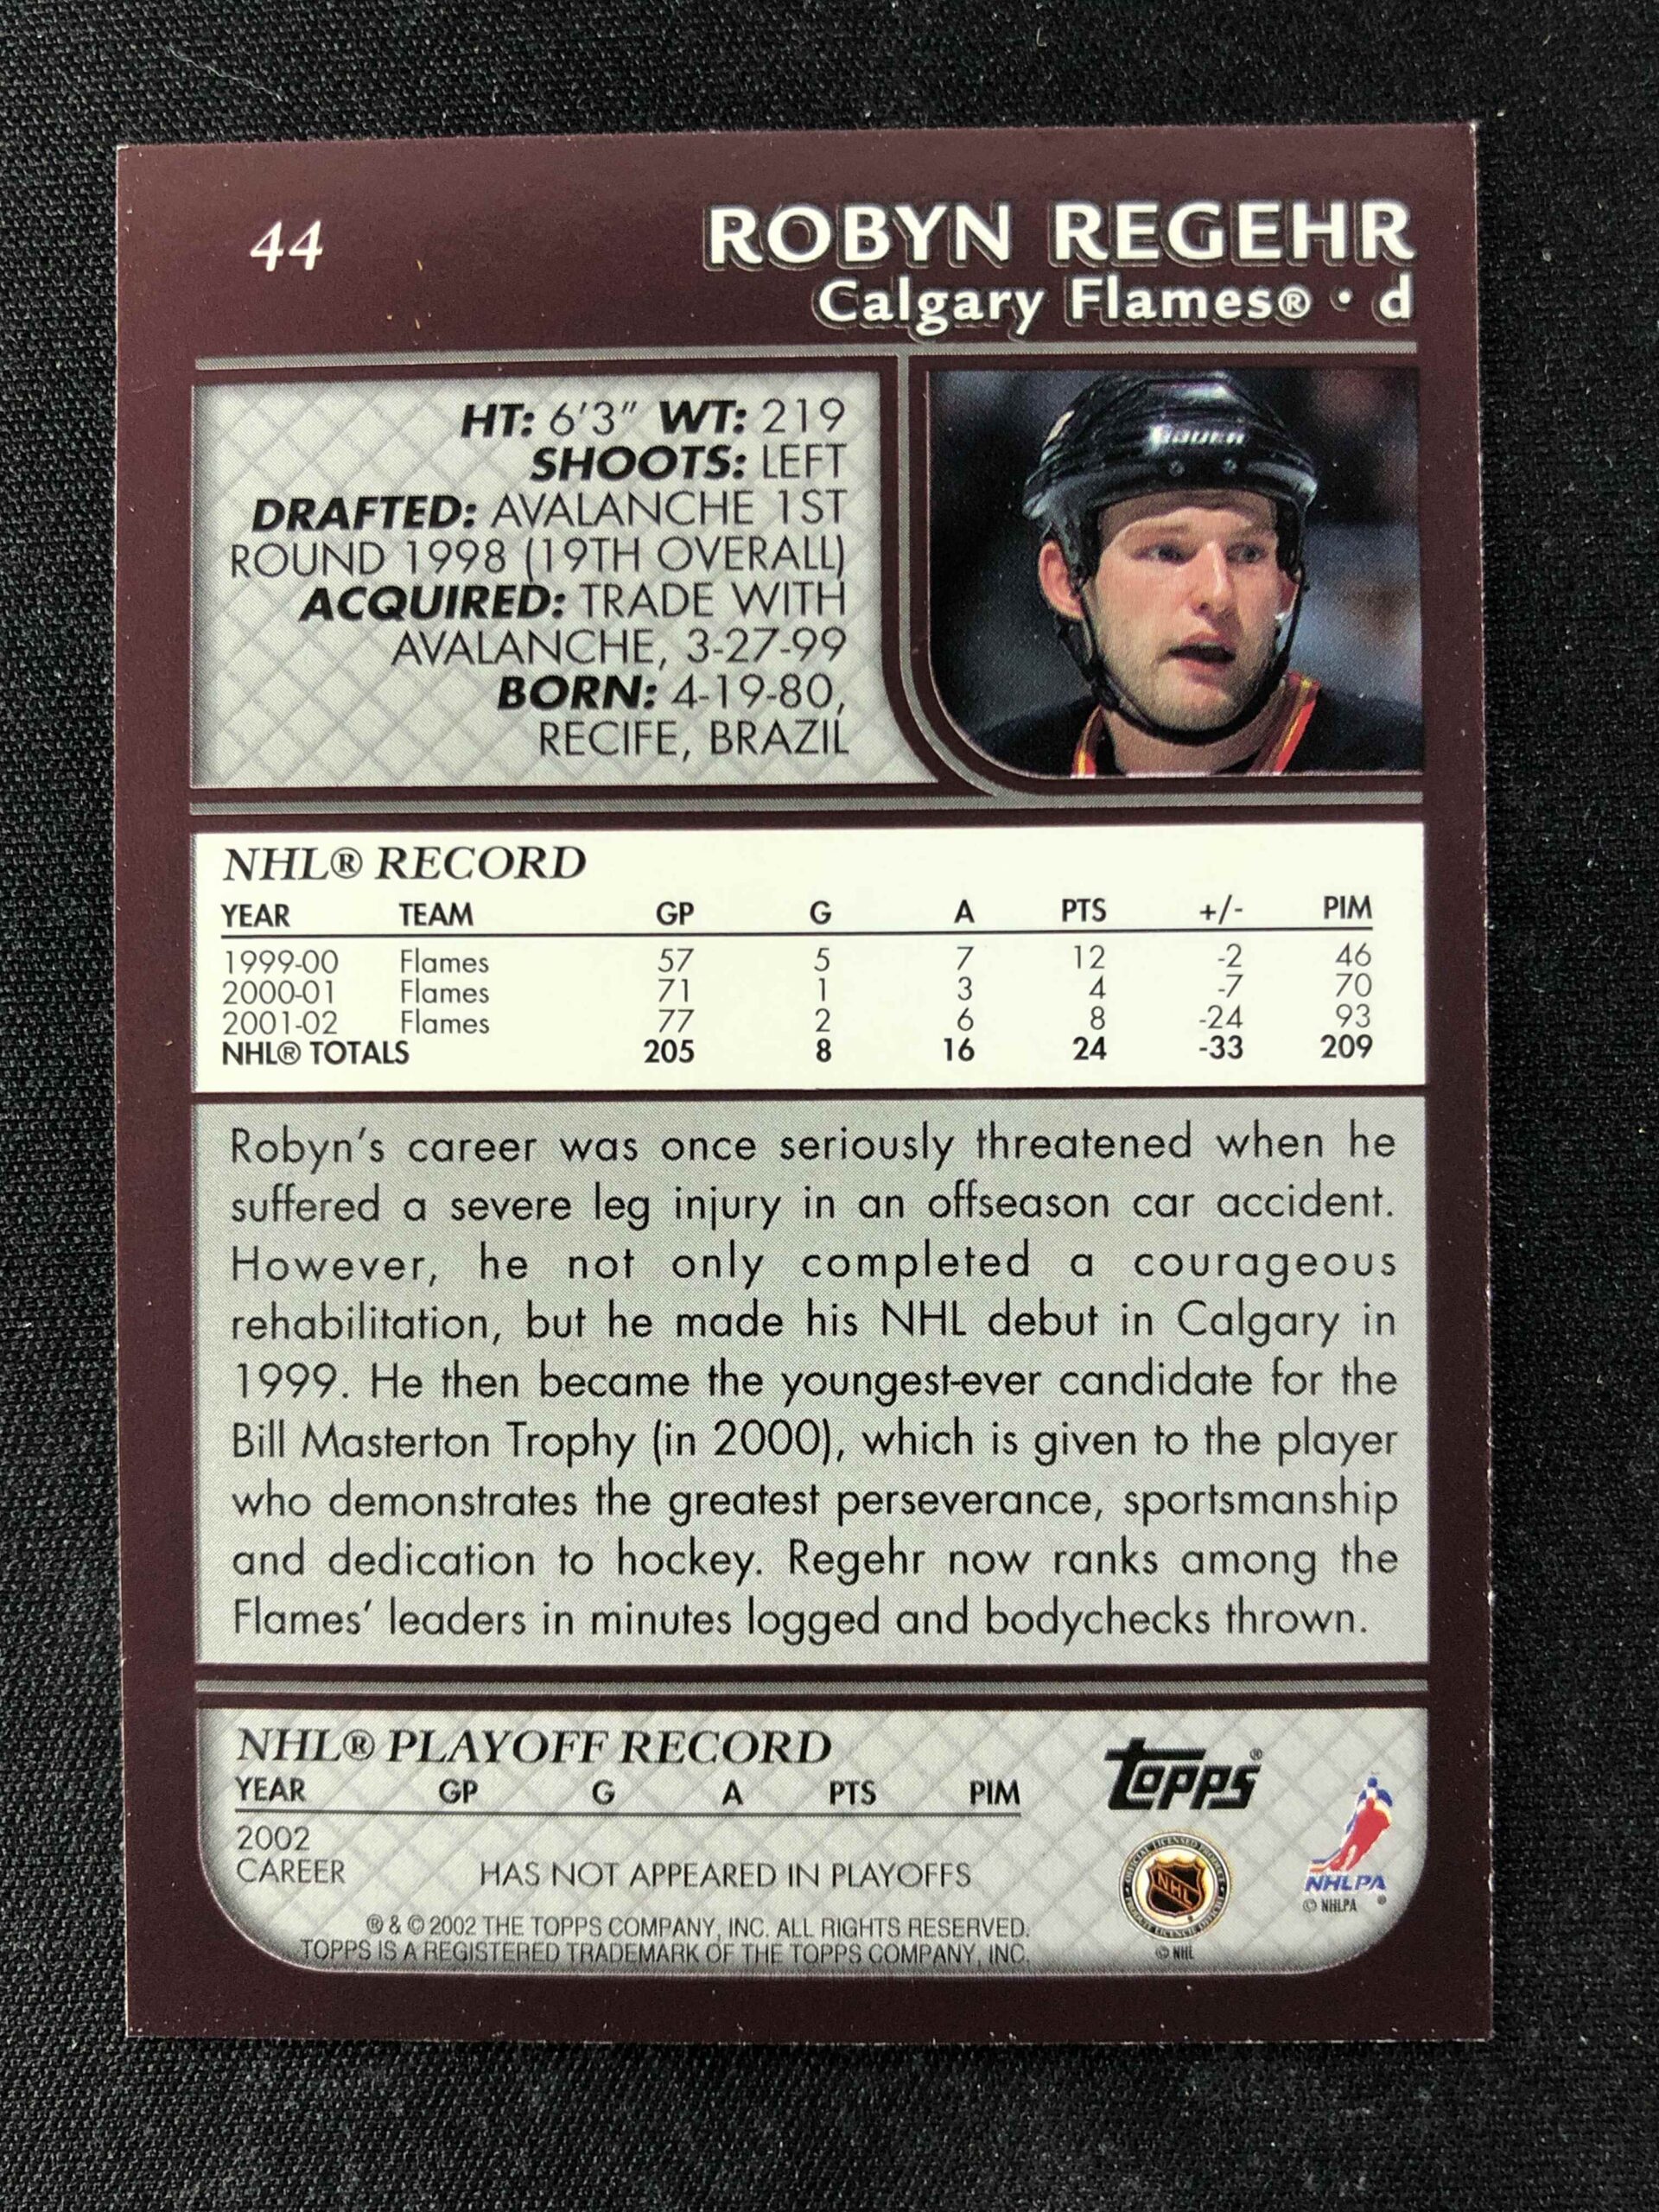 44
ROBYN REGEHR
Calgary Flames® • d
HT: 6'3" WT: 219
SHOOTS: LEFT
DRAFTED: AVALANCHE 1ST
ROUND 1998 (19TH OVERALL)
ACQUIRED: TRADE WITH
AVALANCHE, 3-27-99
BORN: 4-19-80,
RECIFE, BRAZIL
BAUER
NHL® RECORD
YEAR TEAM GP G A PTS +/- PIM
1999-00 Flames 57 5 7 12 -2 46
2000-01 Flames 71 1 3 4 -7 70
2001-02 Flames 77 2 6 8 -24 93
NHL® TOTALS 205 8 16 24 -33 209
Robyn's career was once seriously threatened when he
suffered a severe leg injury in an offseason car accident.
However, he not only completed a courageous
rehabilitation, but he made his NHL debut in Calgary in
1999. He then became the youngest-ever candidate for the
Bill Masterton Trophy (in 2000), which is given to the player
who demonstrates the greatest perseverance, sportsmanship
and dedication to hockey. Regehr now ranks among the
Flames' leaders in minutes logged and bodychecks thrown.
NHL® PLAYOFF RECORD
YEAR GP G A PTS PIM
2002
CAREER HAS NOT APPEARED IN PLAYOFFS
® & © 2002 THE TOPPS COMPANY, INC. ALL RIGHTS RESERVED.
TOPPS IS A REGISTERED TRADEMARK OF THE TOPPS COMPANY, INC.
topps®
OFFICIAL LICENSED PRODUCT
NHL
© NHL
NHLPA
© NHLPA ®